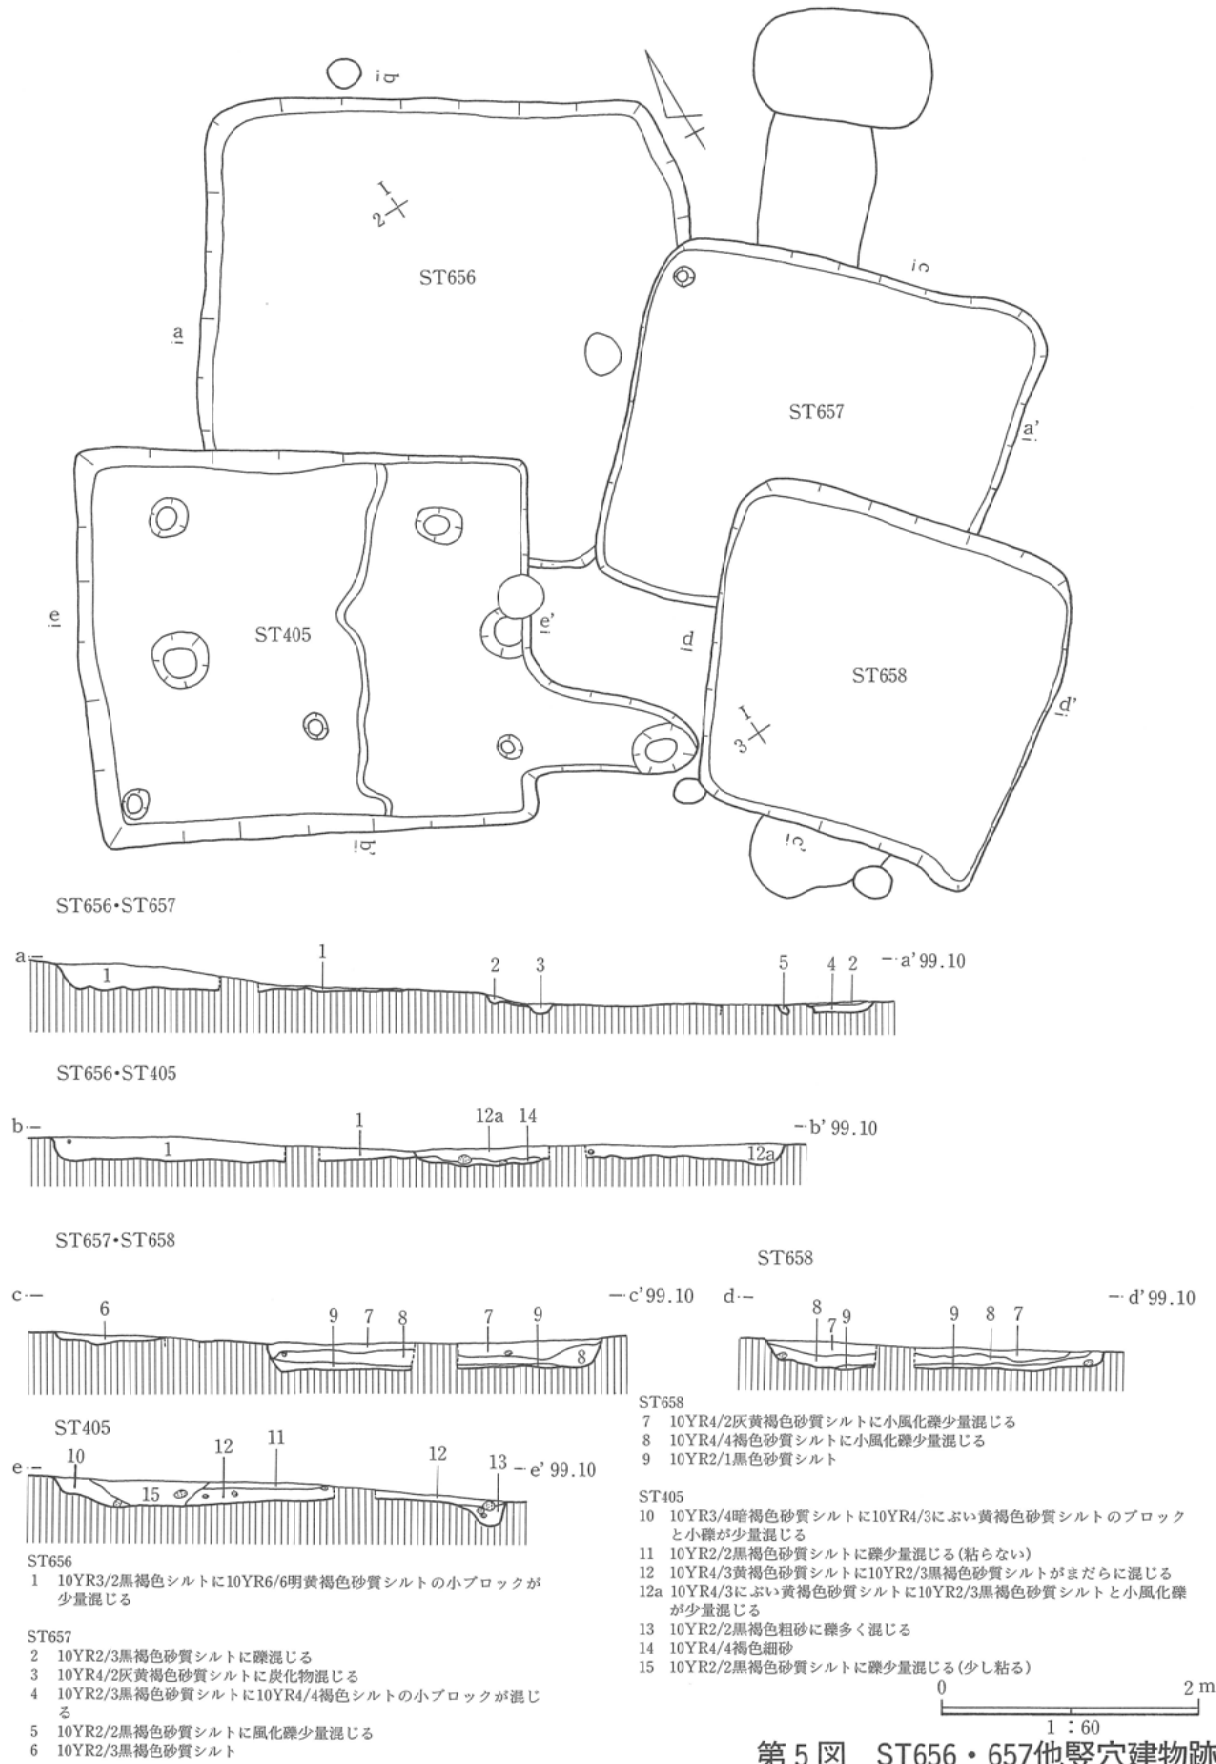 b
I
2
ST656
a
c
ST657
a'
e
ST405
e'
d
ST658
I
3
d'
b'
c'
ST656・ST657
a
1
1
2
3
5
4
2
a' 99.10
ST656・ST405
b
1
1
12a
14
12a
b' 99.10
ST657・ST658
c
6
9
7
8
7
9
8
c' 99.10
ST658
d
8
7
9
9
8
7
d' 99.10
ST405
e
10
15
12
11
12
13
e' 99.10
ST656
1 10YR3/2黒褐色シルトに10YR6/6明黄褐色砂質シルトの小ブロックが
少量混じる
ST657
2 10YR2/3黒褐色砂質シルトに礫混じる
3 10YR4/2灰黄褐色砂質シルトに炭化物混じる
4 10YR2/3黒褐色砂質シルトに10YR4/4褐色シルトの小ブロックが混じ
る
5 10YR2/2黒褐色砂質シルトに風化礫少量混じる
6 10YR2/3黒褐色砂質シルト
ST658
7 10YR4/2灰黄褐色砂質シルトに小風化礫少量混じる
8 10YR4/4褐色砂質シルトに小風化礫少量混じる
9 10YR2/1黒色砂質シルト
ST405
10 10YR3/4暗褐色砂質シルトに10YR4/3にぶい黄褐色砂質シルトのブロック
と小礫が少量混じる
11 10YR2/2黒褐色砂質シルトに礫少量混じる(粘らない)
12 10YR4/3黄褐色砂質シルトに10YR2/3黒褐色砂質シルトがまだらに混じる
12a 10YR4/3にぶい黄褐色砂質シルトに10YR2/3黒褐色砂質シルトと小風化礫
が少量混じる
13 10YR2/2黒褐色粗砂に礫多く混じる
14 10YR4/4褐色細砂
15 10YR2/2黒褐色砂質シルトに礫少量混じる(少し粘る)
0 2m
1:60
第5図 ST656・657他竪穴建物跡